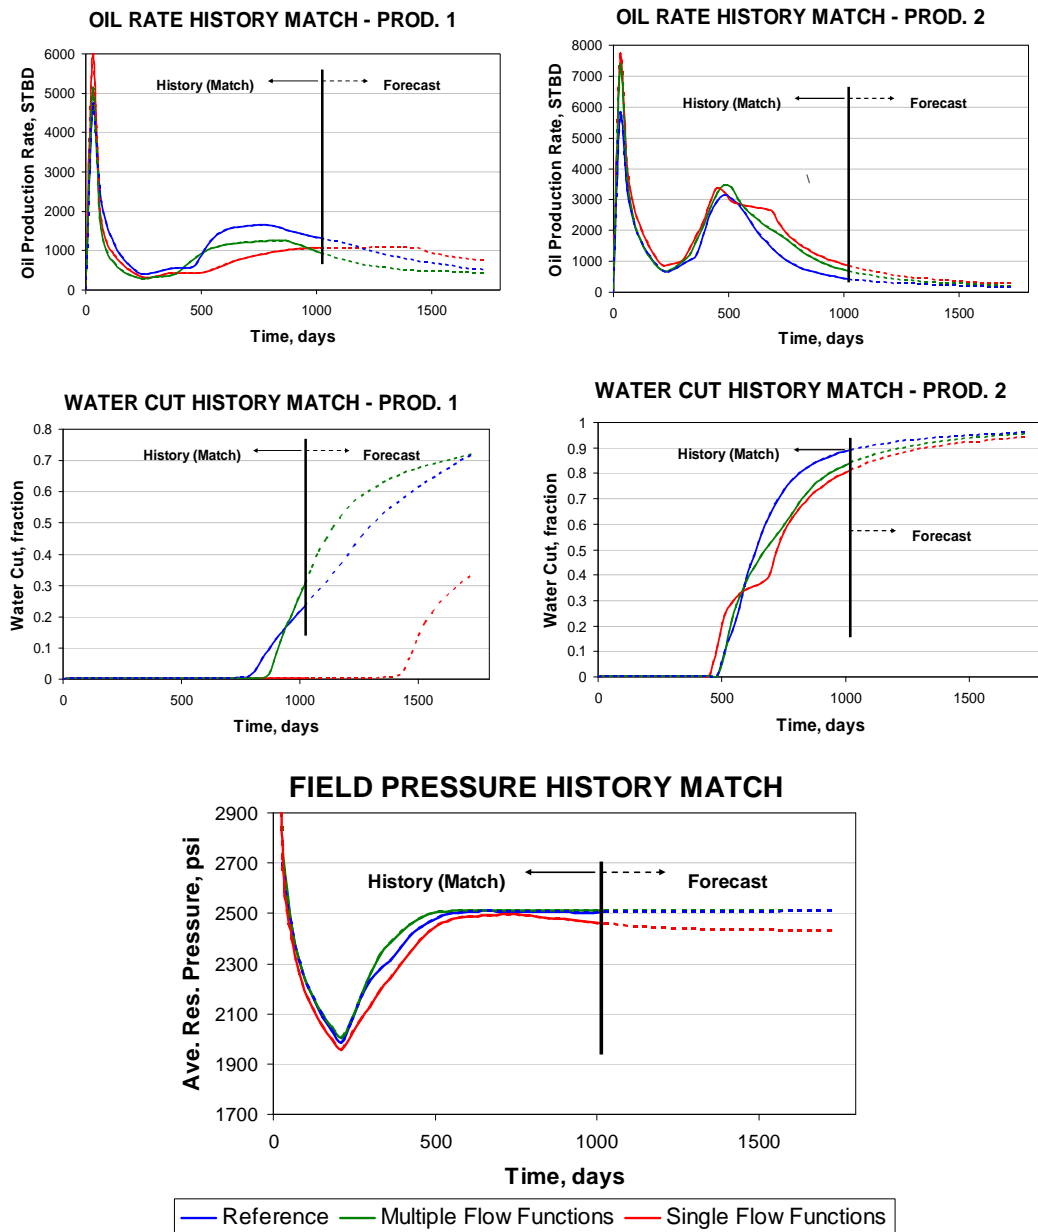 OIL RATE HISTORY MATCH - PROD. 1
6000
5000
4000
3000
2000
1000
0
Oil Production Rate, STBD
History (Match)
Forecast
0 500 1000 1500
Time, days
OIL RATE HISTORY MATCH - PROD. 2
8000
7000
6000
5000
4000
3000
2000
1000
0
Oil Production Rate, STBD
History (Match)
Forecast
0 500 1000 1500
Time, days
WATER CUT HISTORY MATCH - PROD. 1
0.8
0.7
0.6
0.5
0.4
0.3
0.2
0.1
0
Water Cut, fraction
History (Match)
Forecast
0 500 1000 1500
Time, days
WATER CUT HISTORY MATCH - PROD. 2
1
0.9
0.8
0.7
0.6
0.5
0.4
0.3
0.2
0.1
0
Water Cut, fraction
History (Match)
Forecast
0 500 1000 1500
Time, days
FIELD PRESSURE HISTORY MATCH
2900
2700
2500
2300
2100
1900
1700
Ave. Res. Pressure, psi
History (Match)
Forecast
0 500 1000 1500
Time, days
Reference Multiple Flow Functions Single Flow Functions